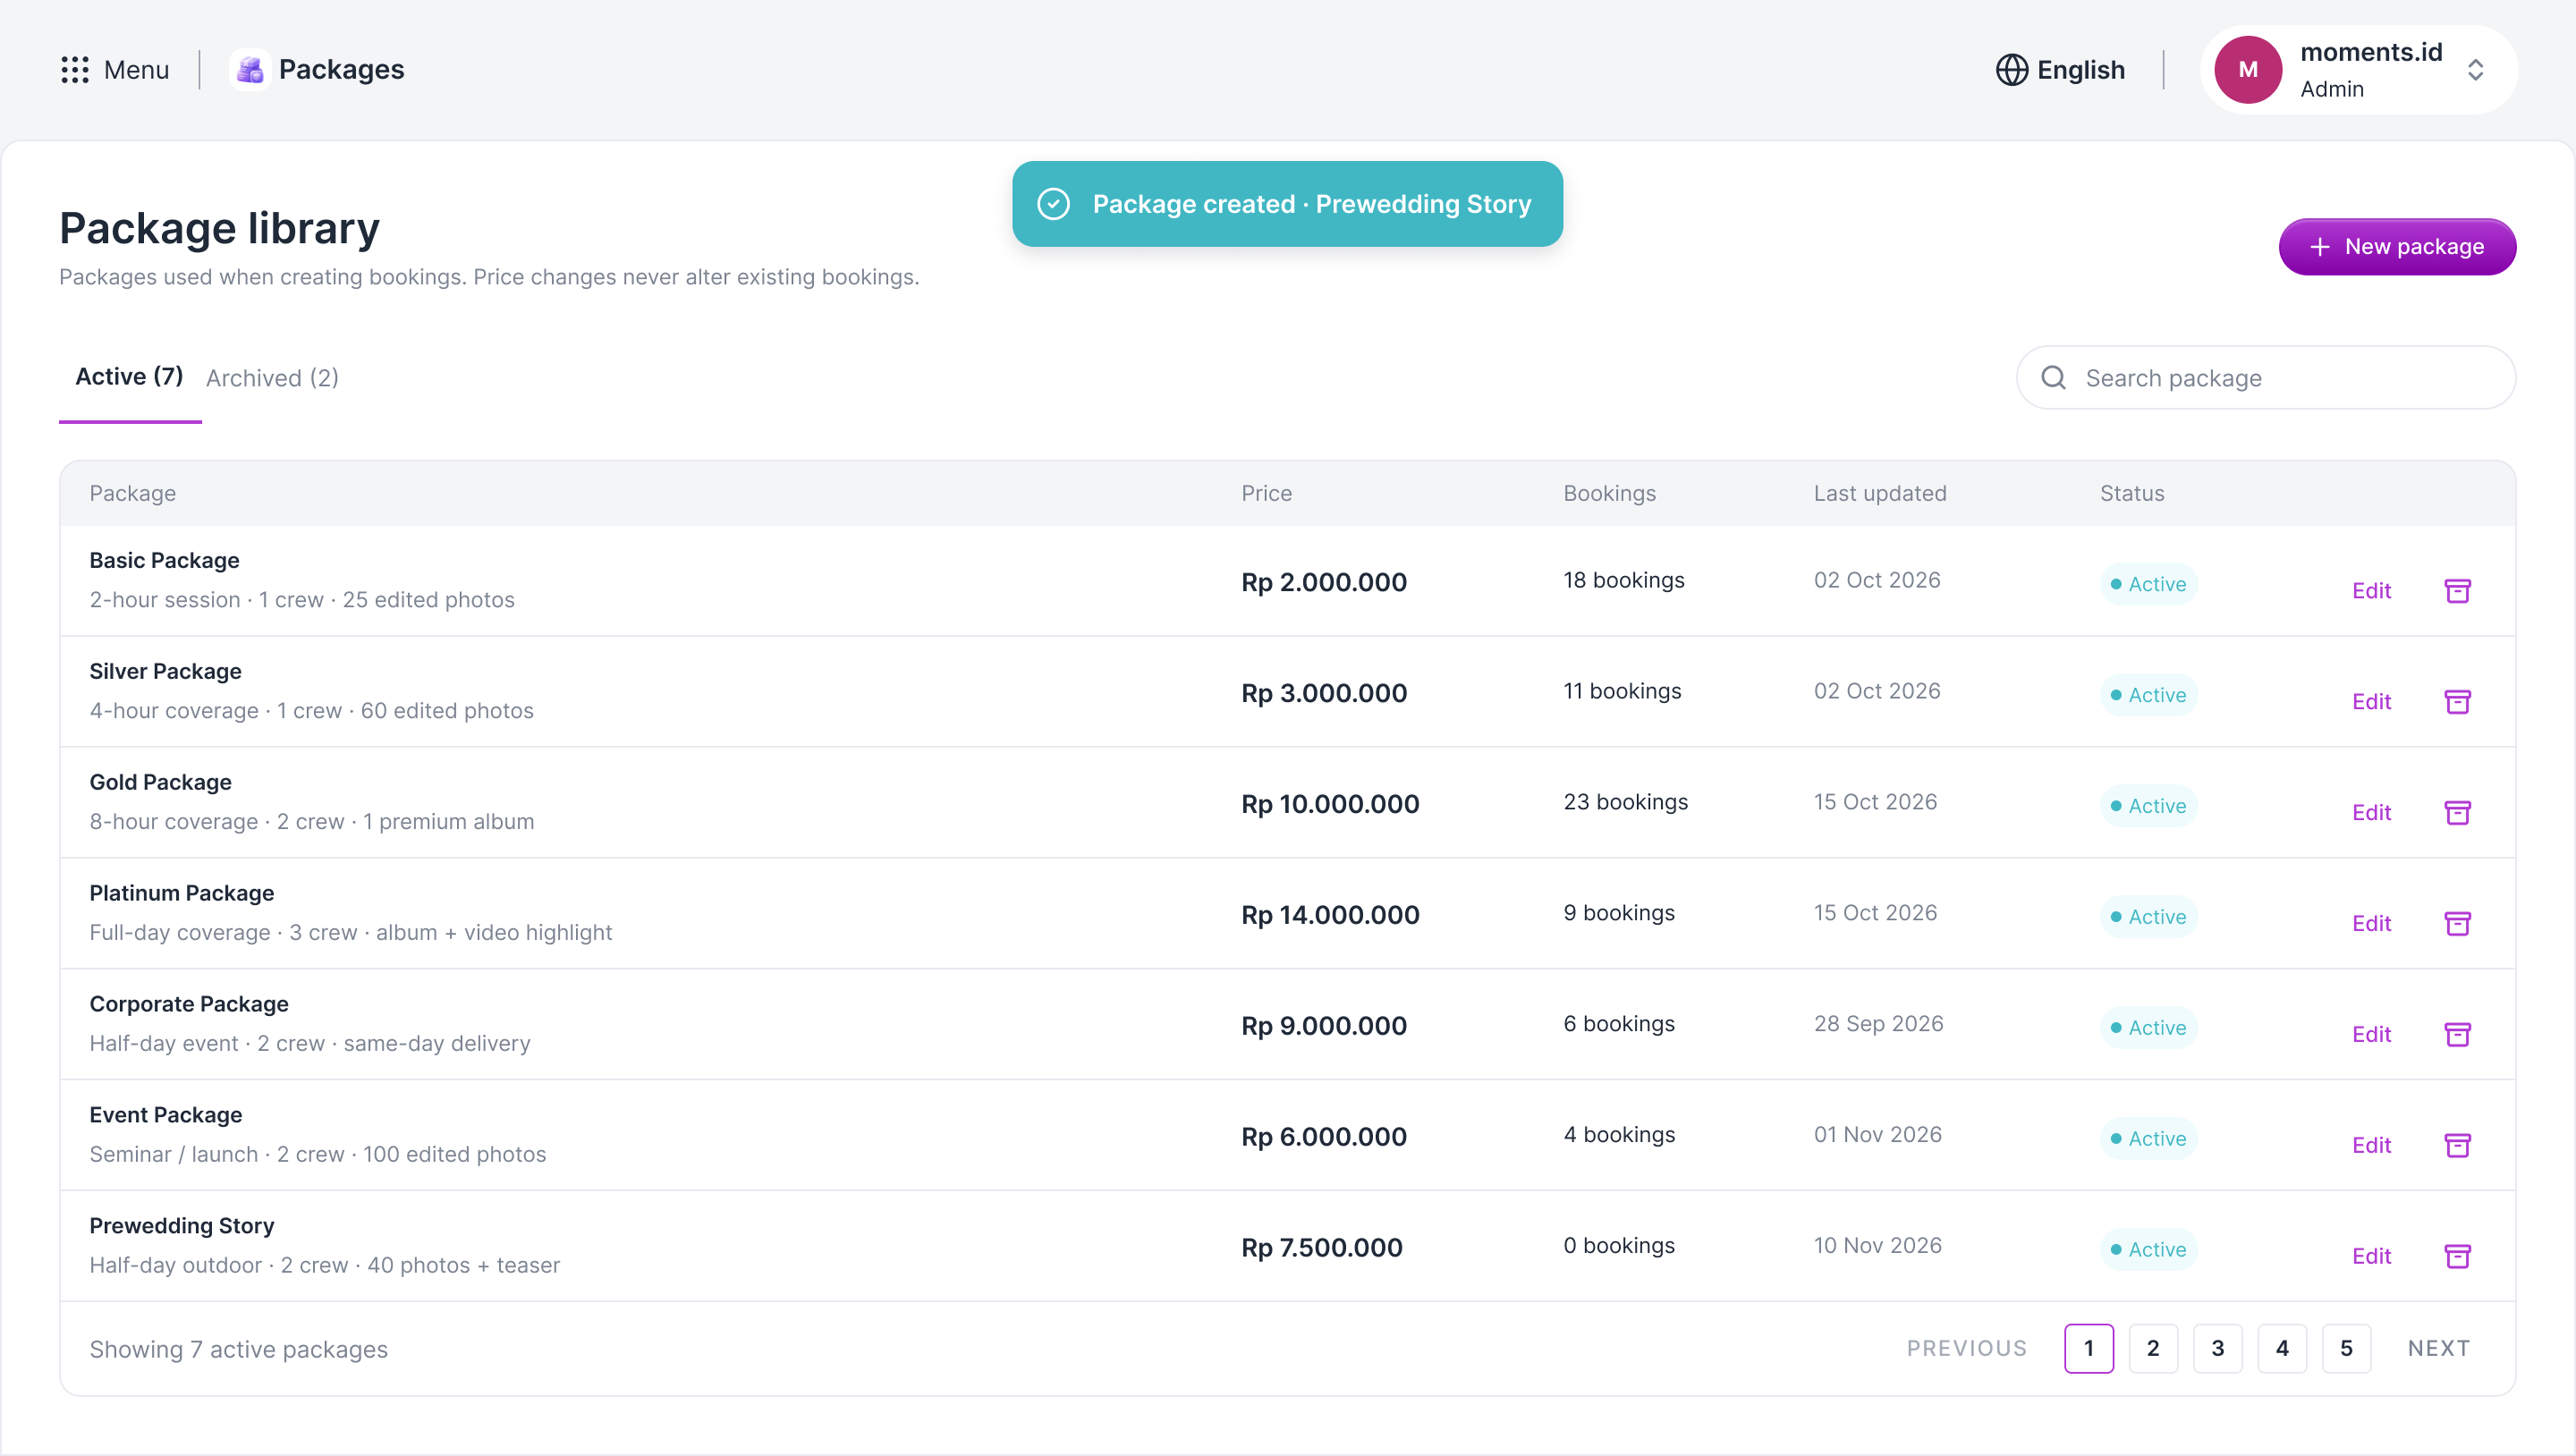 Menu
Packages
English
M
moments.id
Admin
Package created · Prewedding Story
Package library
Packages used when creating bookings. Price changes never alter existing bookings.
New package
Active (7)
Archived (2)
Search package
Package Price Bookings Last updated Status
Basic Package
2-hour session · 1 crew · 25 edited photos
Rp 2.000.000
18 bookings
02 Oct 2026
Active
Edit
Silver Package
4-hour coverage · 1 crew · 60 edited photos
Rp 3.000.000
11 bookings
02 Oct 2026
Active
Edit
Gold Package
8-hour coverage · 2 crew · 1 premium album
Rp 10.000.000
23 bookings
15 Oct 2026
Active
Edit
Platinum Package
Full-day coverage · 3 crew · album + video highlight
Rp 14.000.000
9 bookings
15 Oct 2026
Active
Edit
Corporate Package
Half-day event · 2 crew · same-day delivery
Rp 9.000.000
6 bookings
28 Sep 2026
Active
Edit
Event Package
Seminar / launch · 2 crew · 100 edited photos
Rp 6.000.000
4 bookings
01 Nov 2026
Active
Edit
Prewedding Story
Half-day outdoor · 2 crew · 40 photos + teaser
Rp 7.500.000
0 bookings
10 Nov 2026
Active
Edit
Showing 7 active packages
PREVIOUS 1 2 3 4 5 NEXT